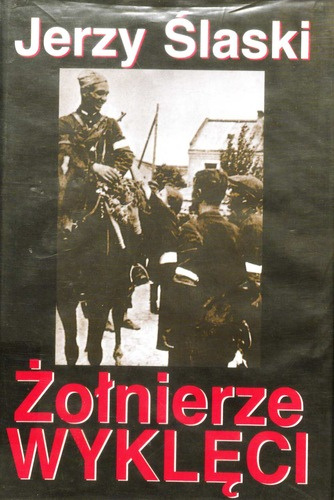 Jerzy Ślaski
Żołnierze
WYKLĘCI